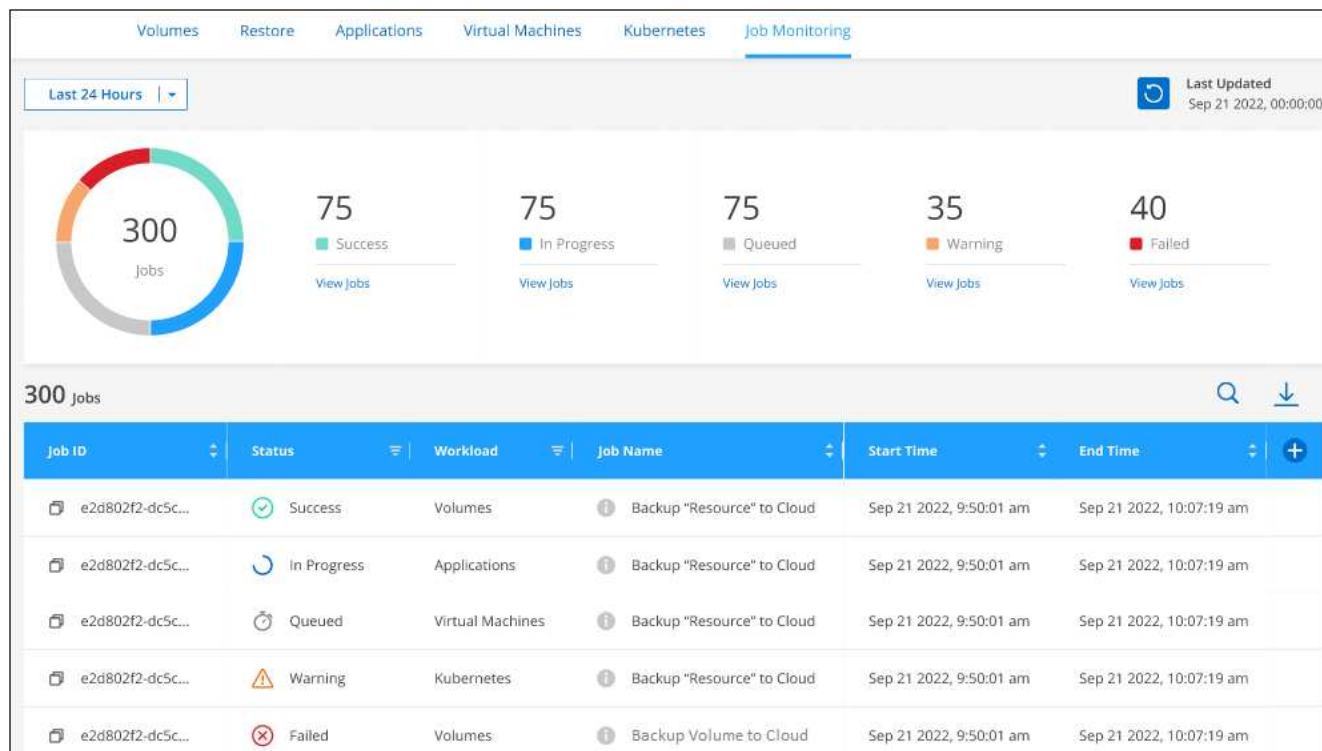 Volumes Restore Applications Virtual Machines Kubernetes Job Monitoring
Last 24 Hours
Last Updated
Sep 21 2022, 00:00:00
300
Jobs
75 75 75 35 40
Success In Progress Queued Warning Failed
View Jobs View Jobs View Jobs View Jobs View Jobs
300 Jobs
Job ID Status Workload Job Name Start Time End Time
e2d802f2-dc5c... Success Volumes Backup “Resource” to Cloud Sep 21 2022, 9:50:01 am Sep 21 2022, 10:07:19 am
e2d802f2-dc5c... In Progress Applications Backup “Resource” to Cloud Sep 21 2022, 9:50:01 am Sep 21 2022, 10:07:19 am
e2d802f2-dc5c... Queued Virtual Machines Backup “Resource” to Cloud Sep 21 2022, 9:50:01 am Sep 21 2022, 10:07:19 am
e2d802f2-dc5c... Warning Kubernetes Backup “Resource” to Cloud Sep 21 2022, 9:50:01 am Sep 21 2022, 10:07:19 am
e2d802f2-dc5c... Failed Volumes Backup Volume to Cloud Sep 21 2022, 9:50:01 am Sep 21 2022, 10:07:19 am